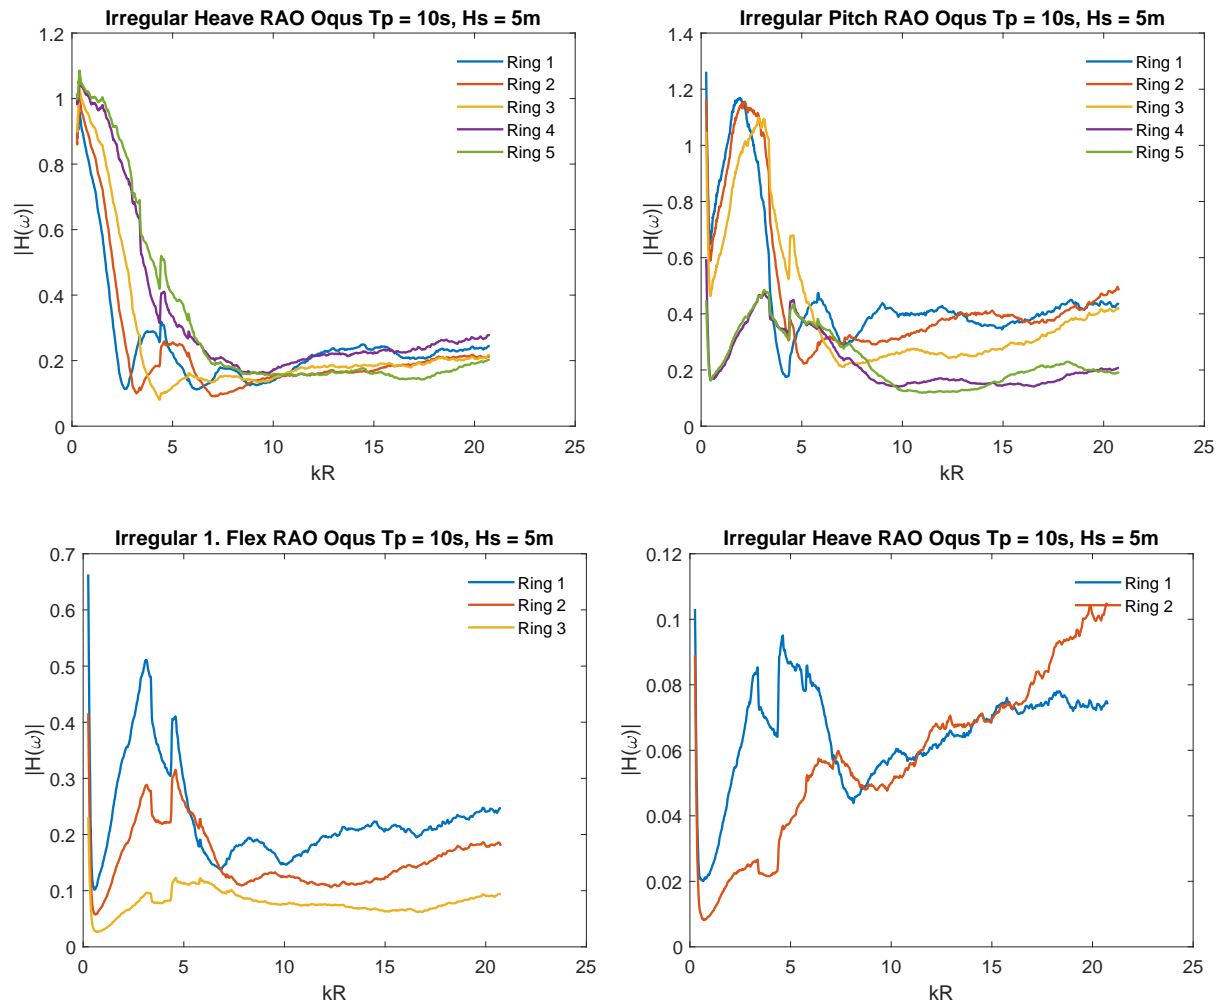 Irregular Heave RAO Oqus Tp = 10s, Hs = 5m
|H(ω)|
1.2
1
0.8
0.6
0.4
0.2
0
0 5 10 15 20 25
kR
Ring 1
Ring 2
Ring 3
Ring 4
Ring 5
Irregular Pitch RAO Oqus Tp = 10s, Hs = 5m
|H(ω)|
1.4
1.2
1
0.8
0.6
0.4
0.2
0
0 5 10 15 20 25
kR
Ring 1
Ring 2
Ring 3
Ring 4
Ring 5
Irregular 1. Flex RAO Oqus Tp = 10s, Hs = 5m
|H(ω)|
0.7
0.6
0.5
0.4
0.3
0.2
0.1
0
0 5 10 15 20 25
kR
Ring 1
Ring 2
Ring 3
Irregular Heave RAO Oqus Tp = 10s, Hs = 5m
|H(ω)|
0.12
0.1
0.08
0.06
0.04
0.02
0
0 5 10 15 20 25
kR
Ring 1
Ring 2